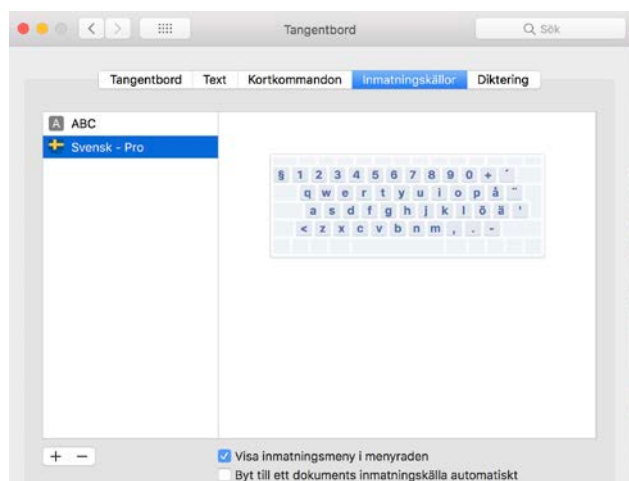 Tangentbord
Sök
Tangentbord Text Kortkommandon Inmatningskällor Diktering
A ABC
Svensk - Pro
§ 1 2 3 4 5 6 7 8 9 0 + ´
q w e r t y u i o p å ¨
a s d f g h j k l ö ä '
< z x c v b n m , . -
+ −
Visa inmatningsmeny i menyraden
Byt till ett dokuments inmatningskälla automatiskt